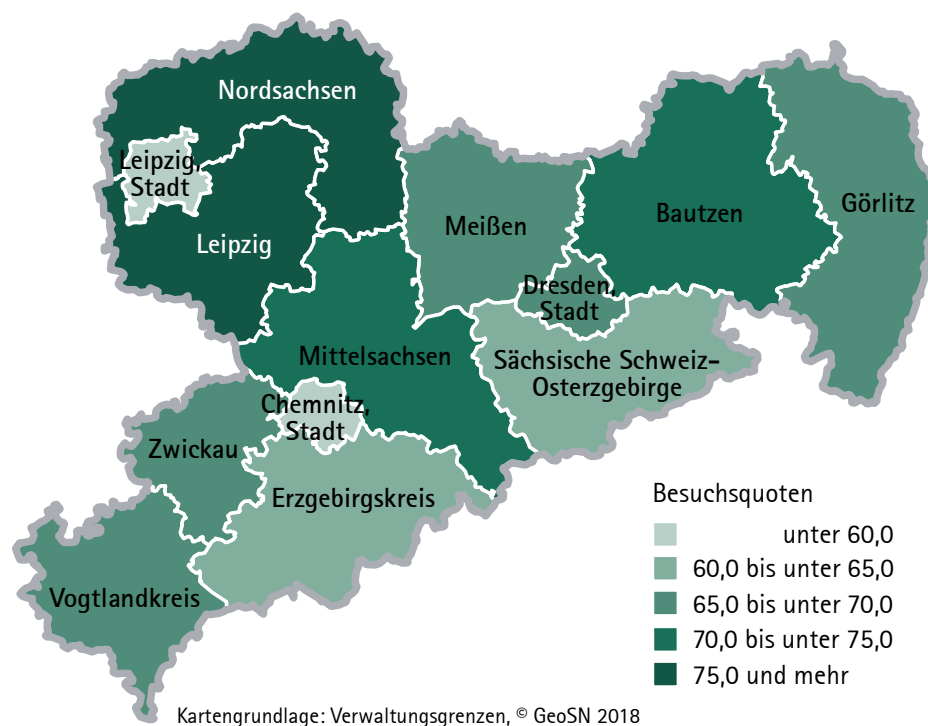 Nordsachsen
Leipzig,
Stadt
Leipzig
Meißen
Bautzen
Görlitz
Dresden,
Stadt
Mittelsachsen
Sächsische Schweiz-
Osterzgebirge
Chemnitz,
Stadt
Zwickau
Erzgebirgskreis
Vogtlandkreis
Besuchsquoten
unter 60,0
60,0 bis unter 65,0
65,0 bis unter 70,0
70,0 bis unter 75,0
75,0 und mehr
Kartengrundlage: Verwaltungsgrenzen, © GeoSN 2018